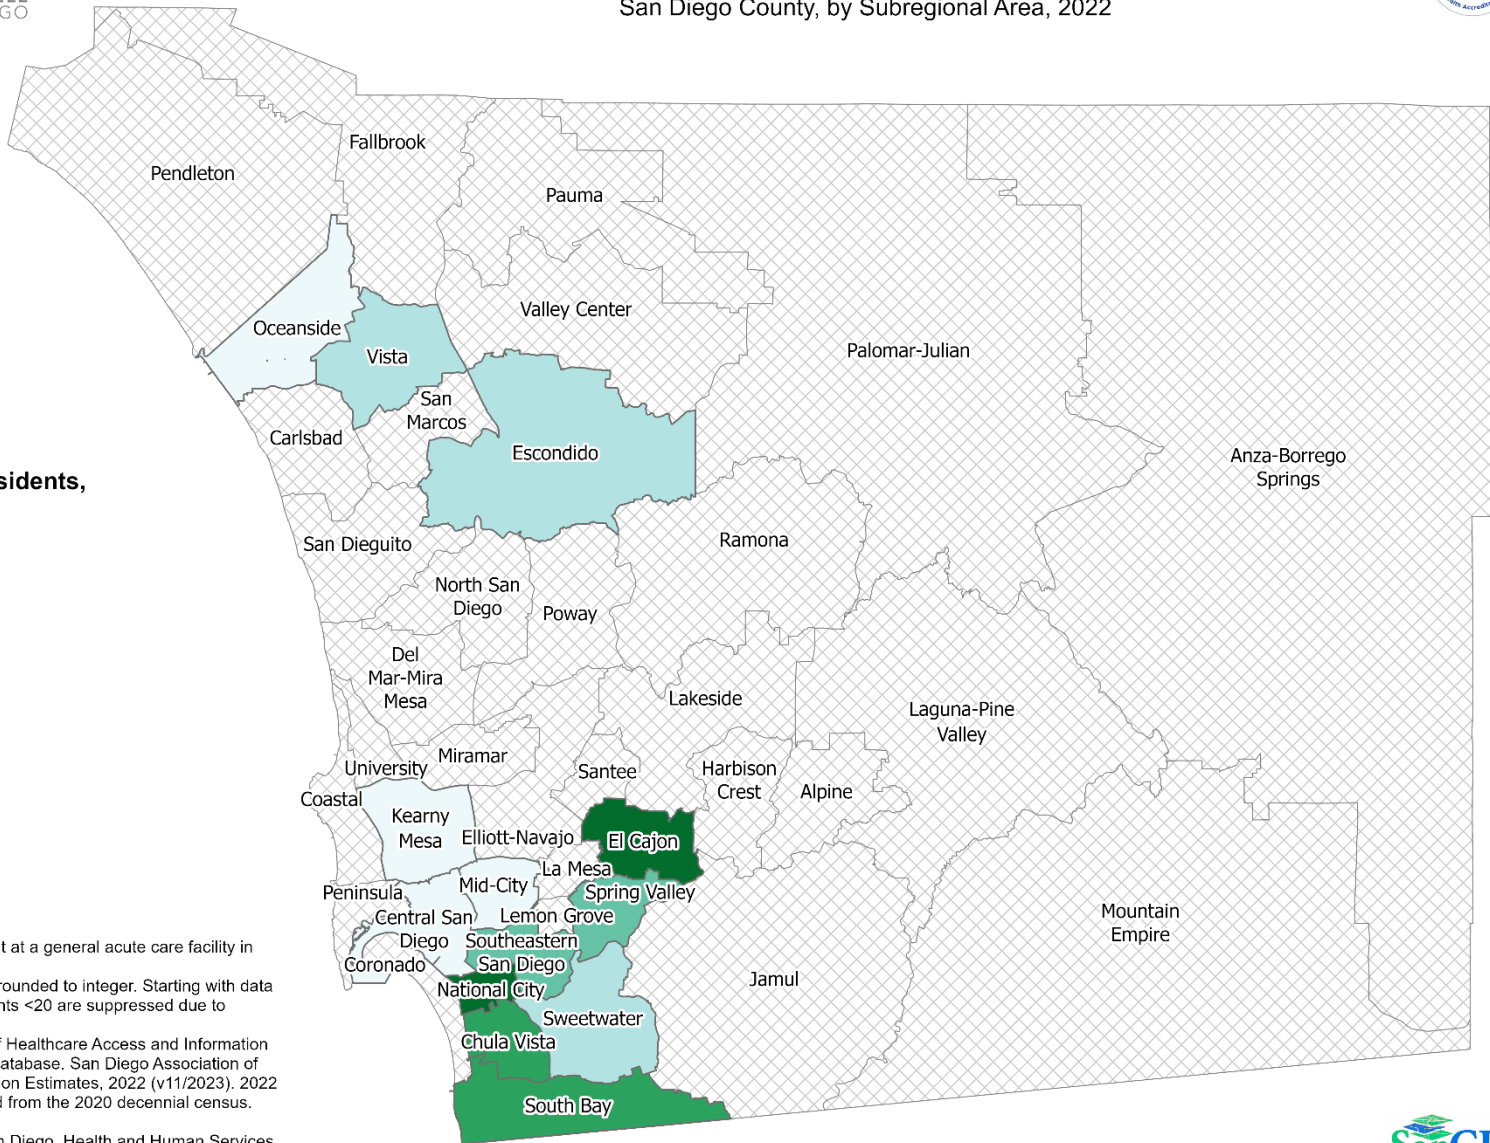 GO
San Diego County, by Subregional Area, 2022
Fallbrook
Pendleton
Pauma
Valley Center
Oceanside
Vista
Palomar-Julian
San
Marcos
Carlsbad
Escondido
Anza-Borrego
Springs
sidents,
San Dieguito
Ramona
North San
Diego
Poway
Del
Mar-Mira
Mesa
Lakeside
Laguna-Pine
Valley
Miramar
University
Santee
Harbison
Crest
Alpine
Coastal
Kearny
Mesa
Elliott-Navajo
El Cajon
La Mesa
Mid-City
Peninsula
Spring Valley
Central San
Diego
Lemon Grove
Mountain
Empire
Southeastern
San Diego
Coronado
Jamul
National City
Sweetwater
Chula Vista
South Bay
t at a general acute care facility in
rounded to integer. Starting with data
nts <20 are suppressed due to
f Healthcare Access and Information
atabase. San Diego Association of
on Estimates, 2022 (v11/2023). 2022
d from the 2020 decennial census.
n Diego, Health and Human Services